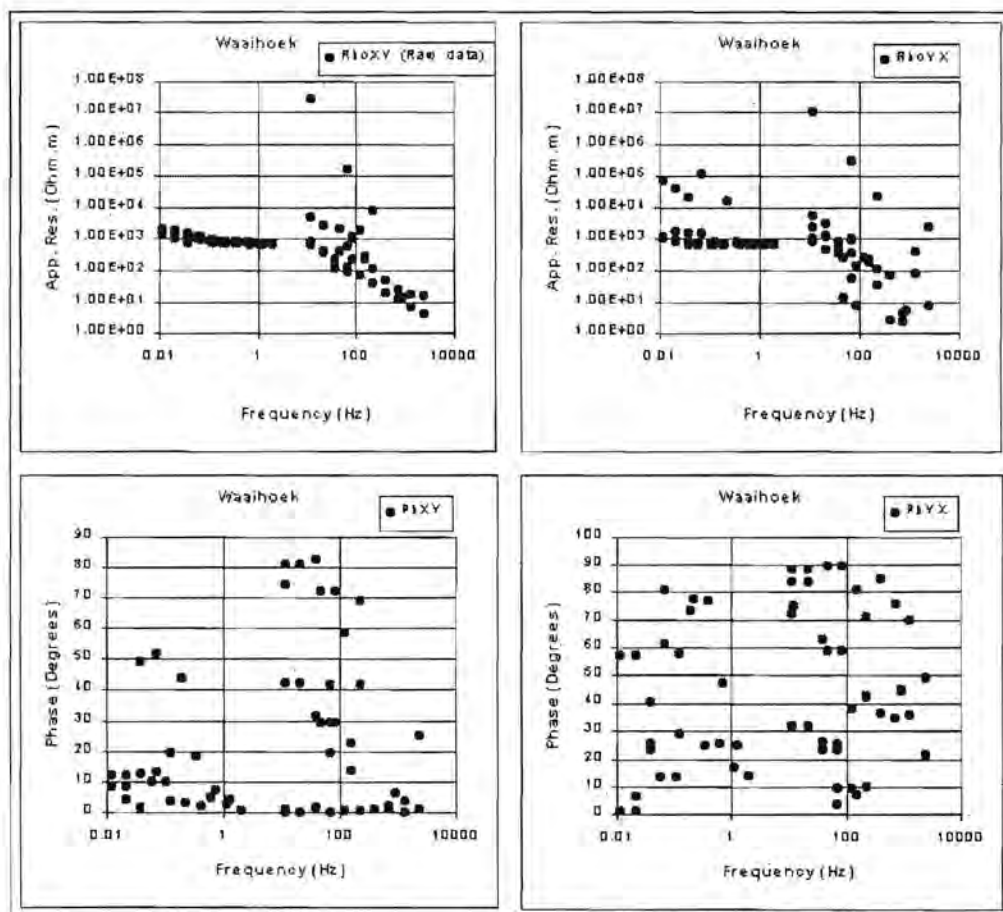 Waaihoek
RhoXY (Raw data)
App. Res. (Ohm.m)
1.00E+08
1.00E+07
1.00E+06
1.00E+05
1.00E+04
1.00E+03
1.00E+02
1.00E+01
1.00E+00
0.01 1 100 10000
Frequency (Hz)
Waaihoek
RhoYX
App. Res. (Ohm.m)
1.00E+08
1.00E+07
1.00E+06
1.00E+05
1.00E+04
1.00E+03
1.00E+02
1.00E+01
1.00E+00
0.01 1 100 10000
Frequency (Hz)
Waaihoek
PhXY
Phase (Degrees)
90
80
70
60
50
40
30
20
10
0
0.01 1 100 10000
Frequency (Hz)
Waaihoek
PhYX
Phase (Degrees)
100
90
80
70
60
50
40
30
20
10
0
0.01 1 100 10000
Frequency (Hz)